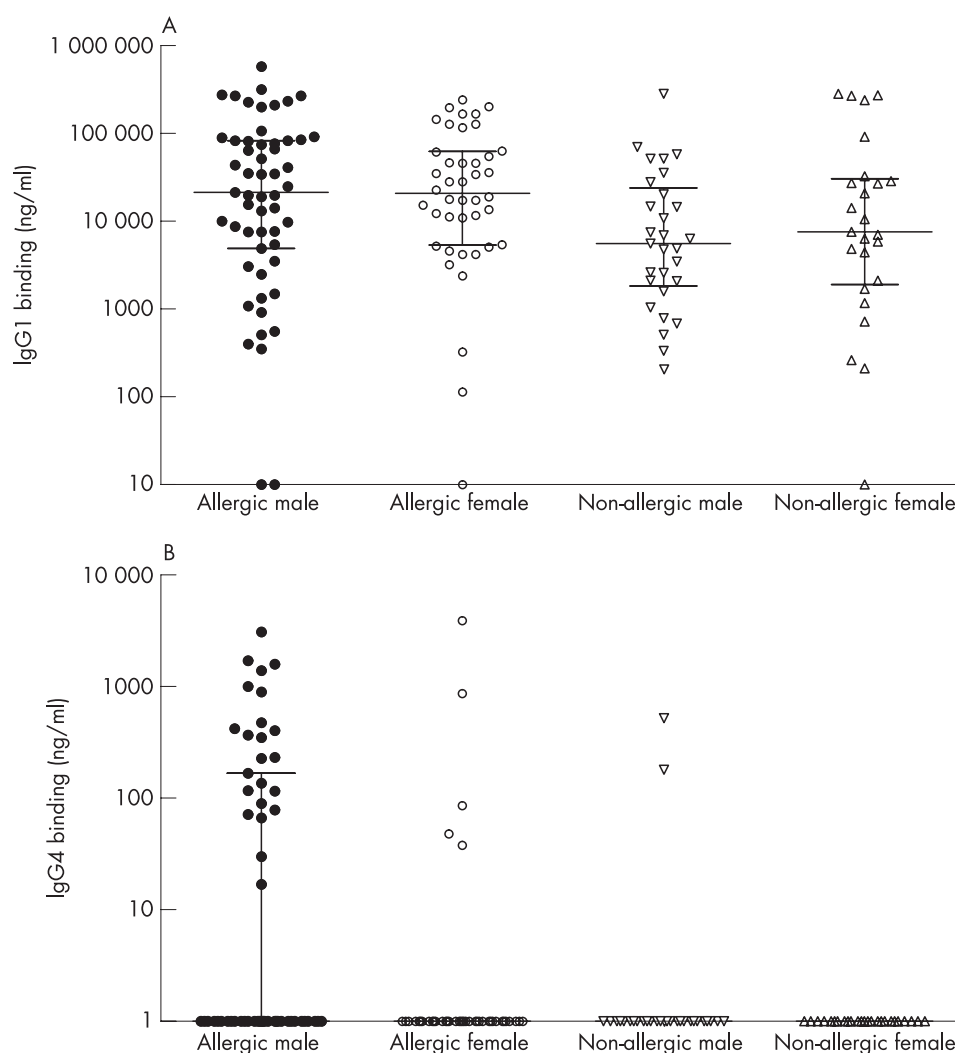 A
1 000 000
100 000
10 000
1000
100
10
IgG1 binding (ng/ml)
Allergic male Allergic female Non-allergic male Non-allergic female
B
10 000
1000
100
10
1
IgG4 binding (ng/ml)
Allergic male Allergic female Non-allergic male Non-allergic female